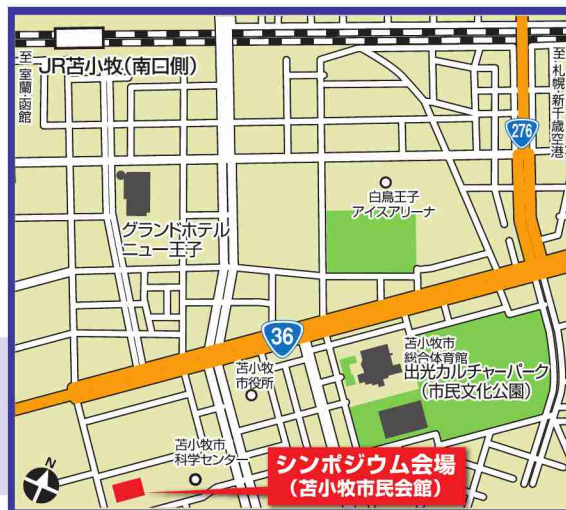 JR苫小牧(南口側)
至 室蘭・函館
至 札幌・新千歳空港
276
白鳥王子
アイスアリーナ
グランドホテル
ニュー王子
36
苫小牧市
総合体育館
出光カルチャーパーク
(市民文化公園)
苫小牧
市役所
苫小牧市
科学センター
シンポジウム会場
(苫小牧市民会館)
N